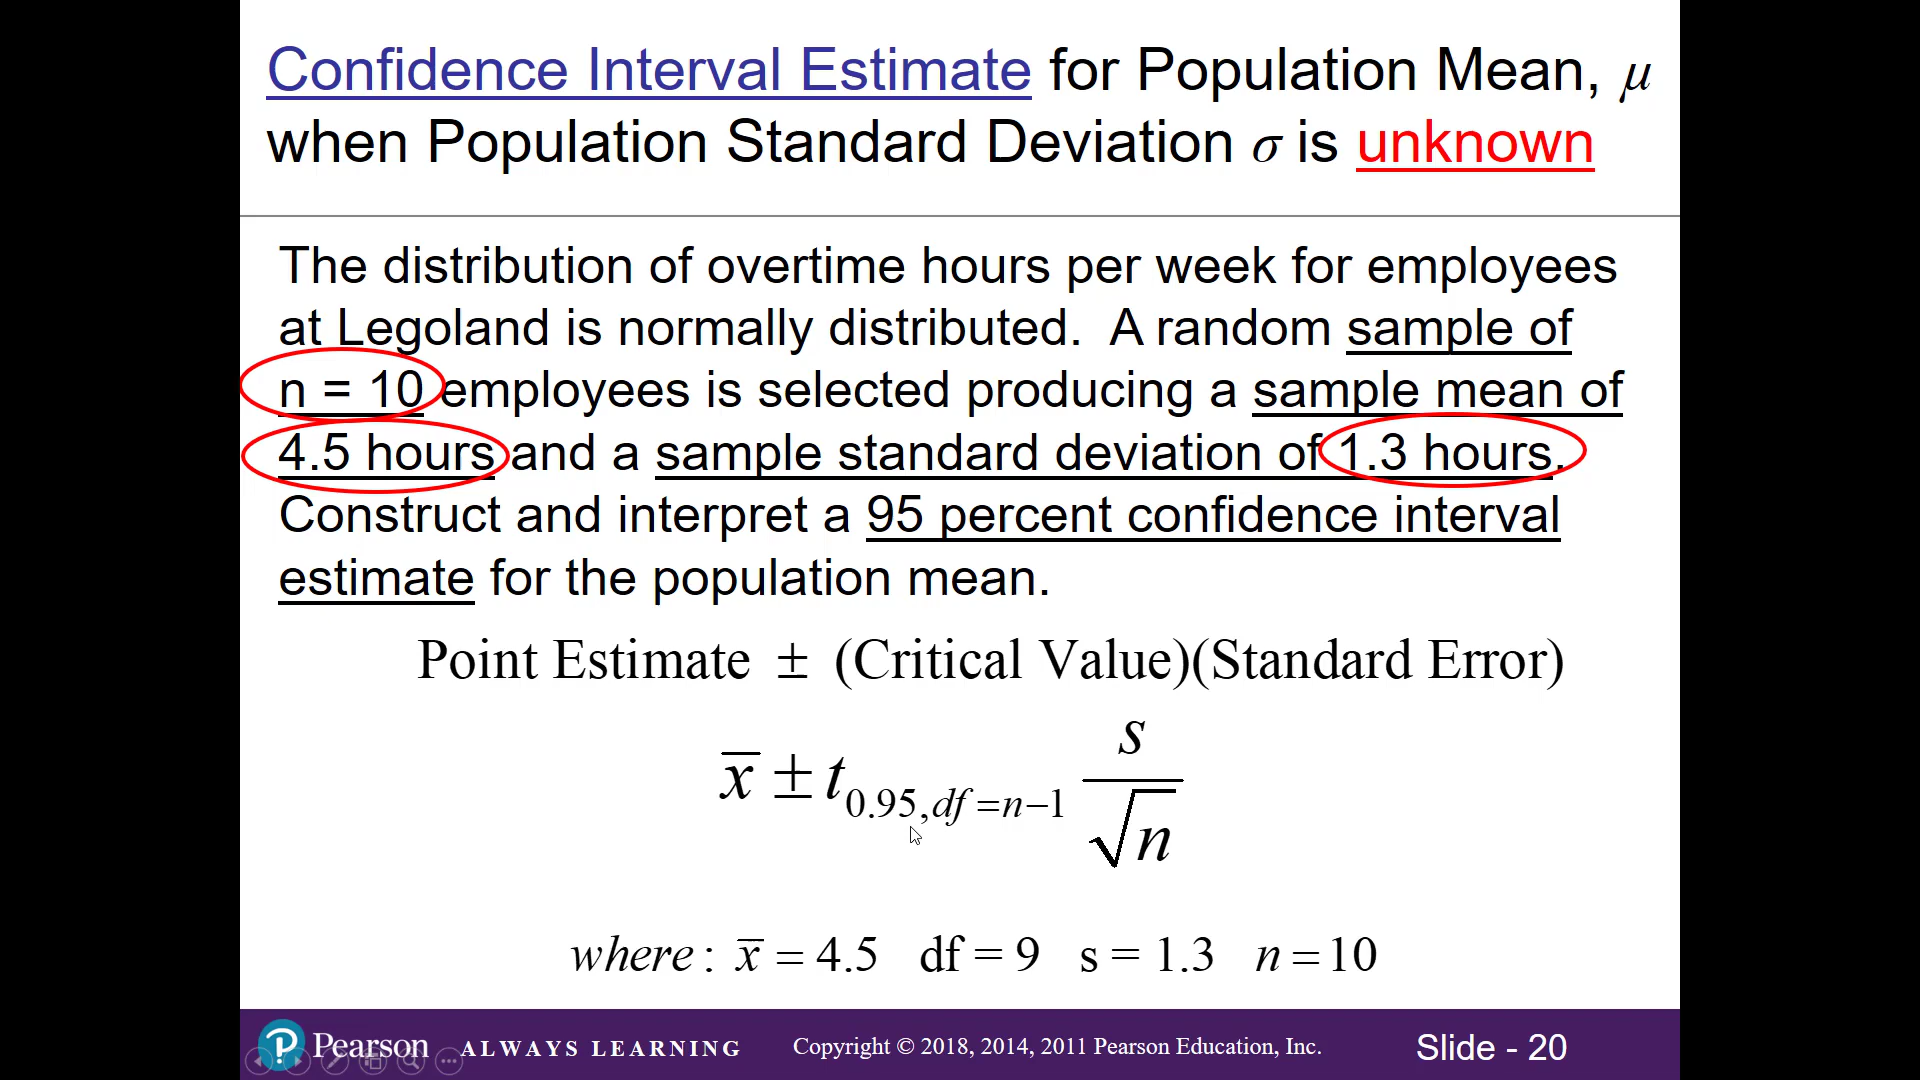 Confidence Interval Estimate for Population Mean, μ
when Population Standard Deviation σ is unknown
The distribution of overtime hours per week for employees
at Legoland is normally distributed. A random sample of
n = 10 employees is selected producing a sample mean of
4.5 hours and a sample standard deviation of 1.3 hours.
Construct and interpret a 95 percent confidence interval
estimate for the population mean.
Point Estimate ± (Critical Value)(Standard Error)
x̅ ± t0.95,df=n−1 s/√n
where: x̅ = 4.5 df = 9 s = 1.3 n = 10
Pearson ALWAYS LEARNING Copyright © 2018, 2014, 2011 Pearson Education, Inc. Slide - 20